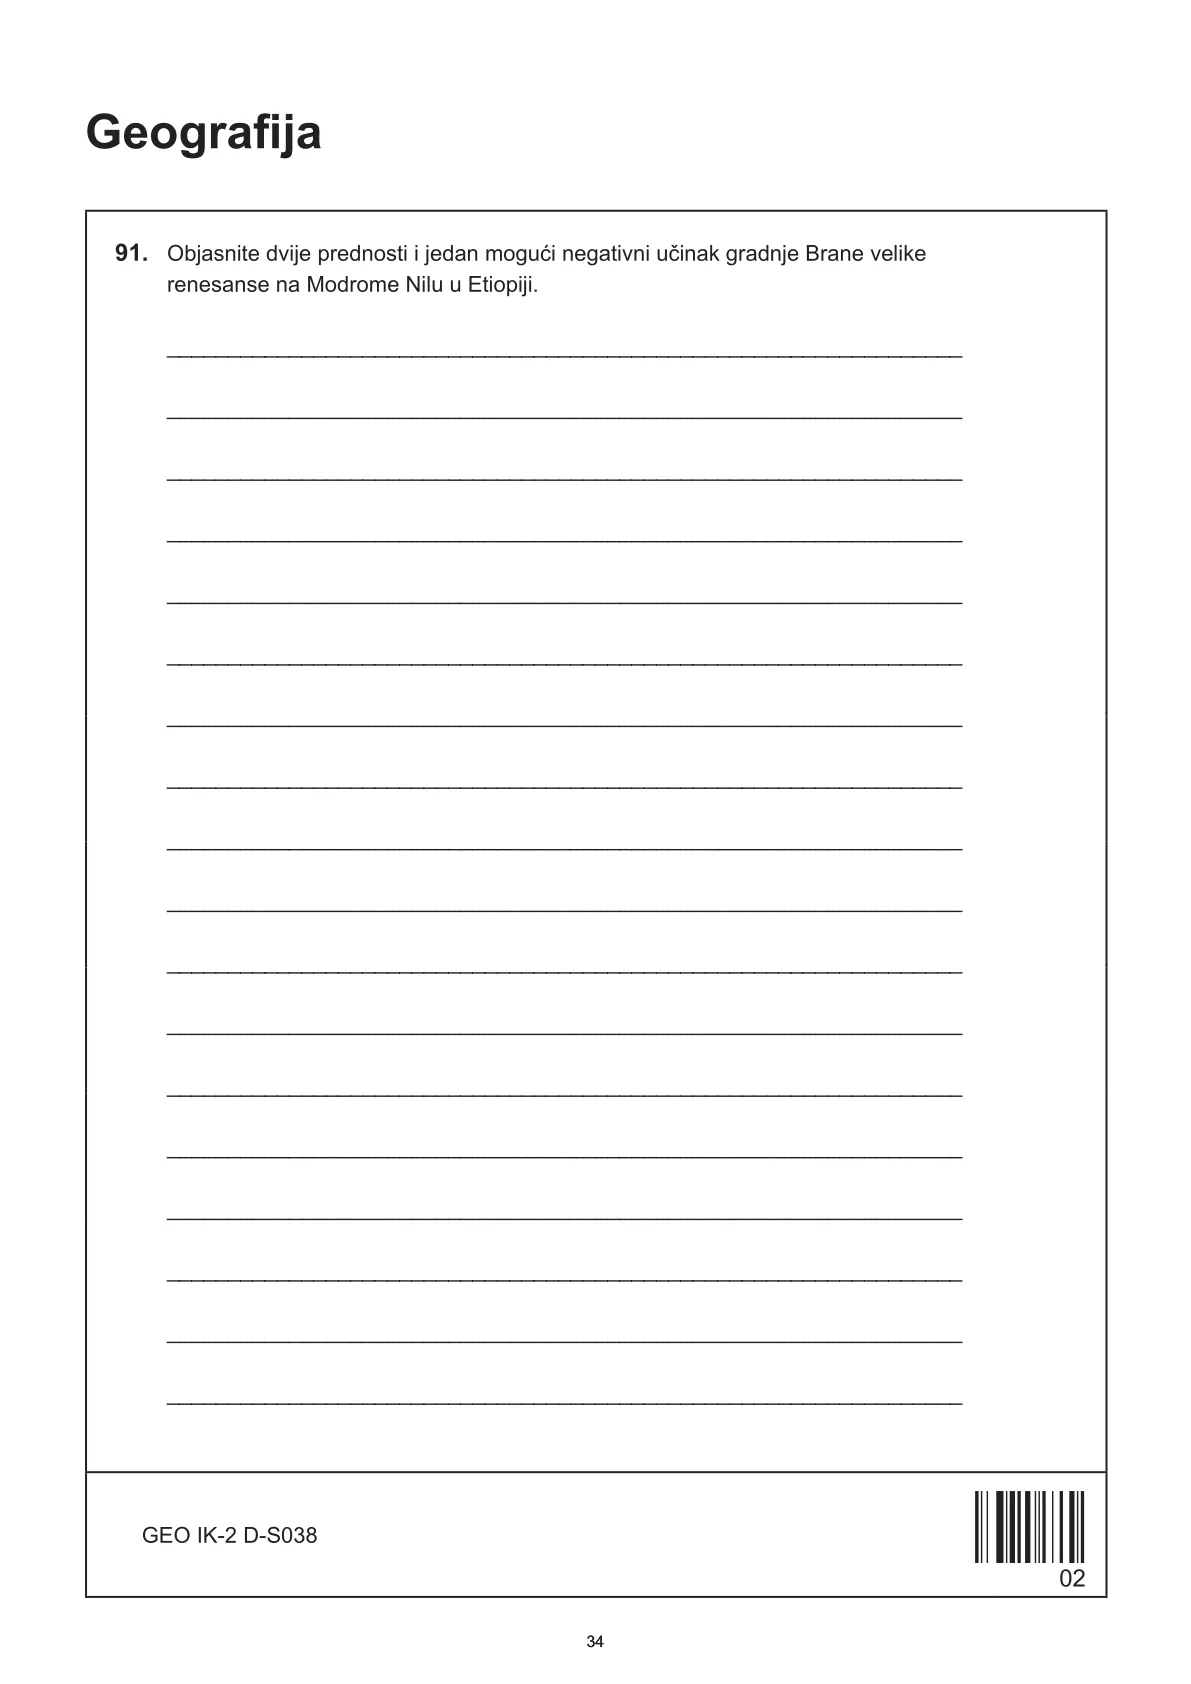 Geografija
91. Objasnite dvije prednosti i jedan mogući negativni učinak gradnje Brane velike
renesanse na Modrome Nilu u Etiopiji.
GEO IK-2 D-S038
02
34